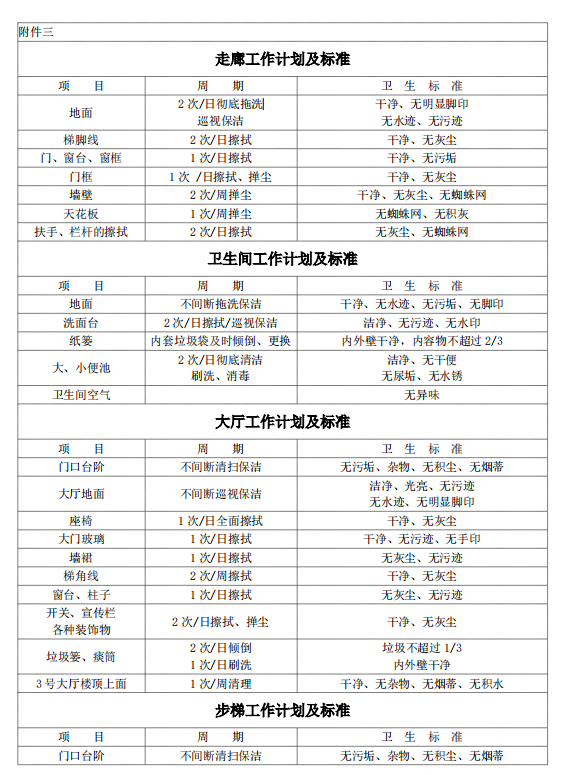 附件三
走廊工作计划及标准
项 目 周 期 卫 生 标 准
地面 2 次/日彻底拖洗 巡视保洁 干净、无明显脚印 无水迹、无污迹
梯脚线 2 次/日擦拭 干净、无灰尘
门、窗台、窗框 1 次/日擦拭 干净、无污垢
门框 1 次 /日擦拭、掸尘 干净、无灰尘
墙壁 2 次/周掸尘 干净、无灰尘、无蜘蛛网
天花板 1 次/周掸尘 无蜘蛛网、无积灰
扶手、栏杆的擦拭 2 次/日擦拭 无灰尘、无蜘蛛网
卫生间工作计划及标准
项 目 周 期 卫 生 标 准
地面 不间断拖洗保洁 干净、无水迹、无污垢、无脚印
洗面台 2 次/日擦拭/巡视保洁 洁净、无污迹、无水印
纸篓 内套垃圾袋及时倾倒、更换 内外壁干净，内容物不超过 2/3
大、小便池 2 次/日彻底清洁 刷洗、消毒 洁净、无干便 无尿垢、无水锈
卫生间空气 无异味
大厅工作计划及标准
项 目 周 期 卫 生 标 准
门口台阶 不间断清扫保洁 无污垢、杂物、无积尘、无烟蒂
大厅地面 不间断巡视保洁 洁净、光亮、无污迹 无水迹、无明显脚印
座椅 1 次/日全面擦拭 干净、无灰尘
大门玻璃 1 次/日擦拭 干净、无污迹、无手印
墙裙 1 次/日擦拭 无灰尘、无污迹
梯角线 2 次/周擦拭 干净、无灰尘
窗台、柱子 1 次/日擦拭 无灰尘、无污迹
开关、宣传栏 各种装饰物 2 次/日擦拭、掸尘 干净、无灰尘
垃圾篓、痰筒 2 次/日倾倒 1 次/日刷洗 垃圾不超过 1/3 内外壁干净
3 号大厅楼顶上面 1 次/周清理 干净、无杂物、无烟蒂、无积水
步梯工作计划及标准
项 目 周 期 卫 生 标 准
门口台阶 不间断清扫保洁 无污垢、杂物、无积尘、无烟蒂